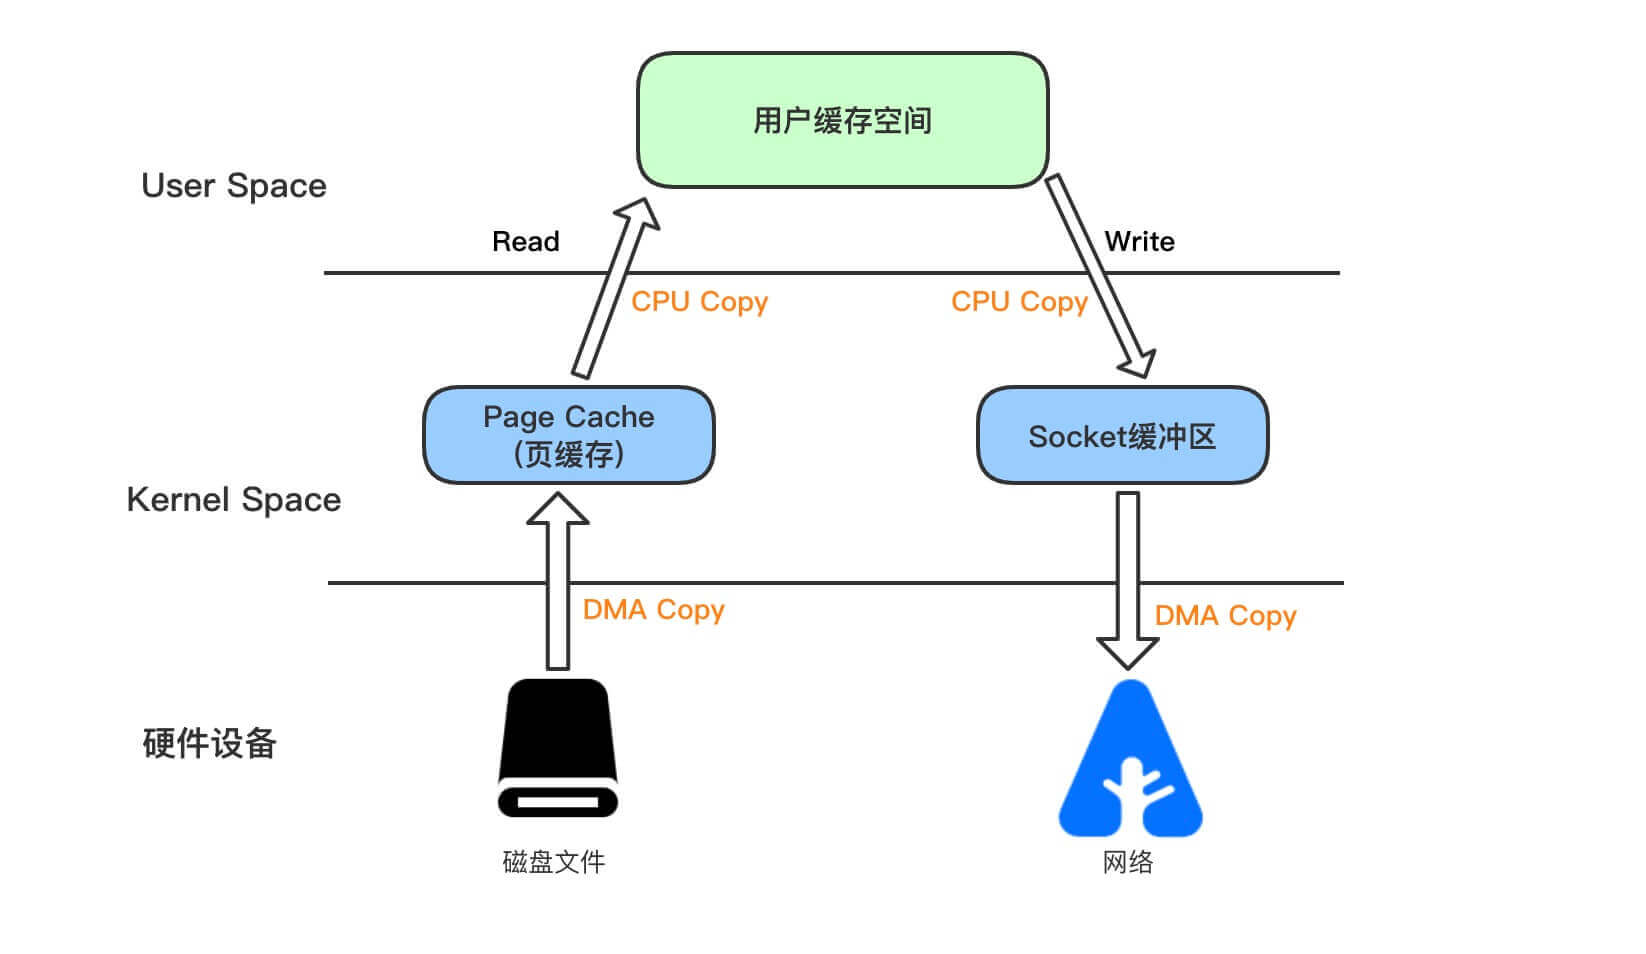 用户缓存空间
User Space
Read
Write
CPU Copy
CPU Copy
Page Cache
(页缓存)
Socket缓冲区
Kernel Space
DMA Copy
DMA Copy
硬件设备
磁盘文件
网络